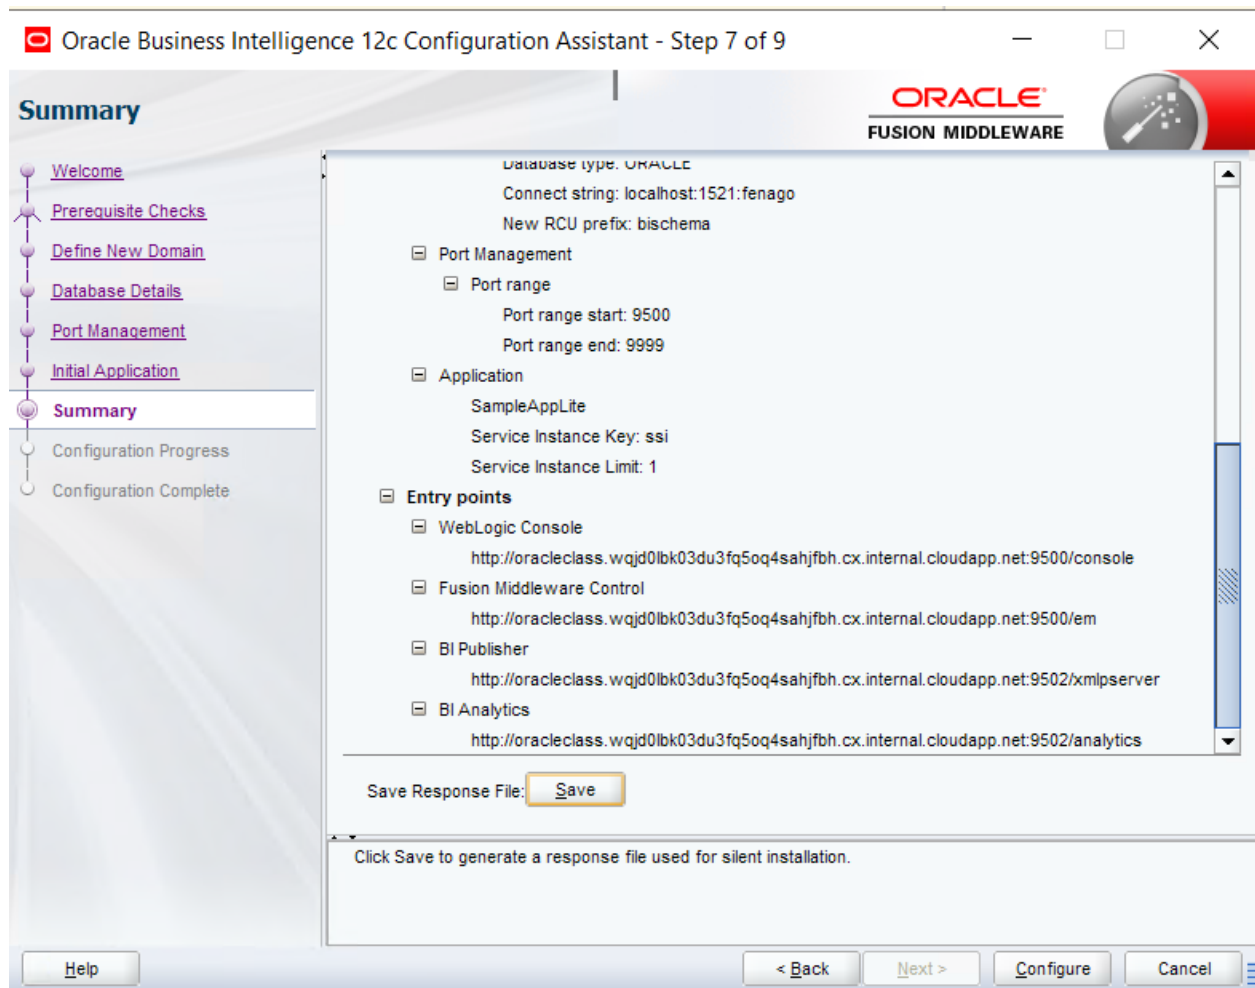 Oracle Business Intelligence 12c Configuration Assistant - Step 7 of 9
Summary
ORACLE
FUSION MIDDLEWARE
Welcome
Prerequisite Checks
Define New Domain
Database Details
Port Management
Initial Application
Summary
Configuration Progress
Configuration Complete
Database type: ORACLE
Connect string: localhost:1521:fenago
New RCU prefix: bischema
Port Management
Port range
Port range start: 9500
Port range end: 9999
Application
SampleAppLite
Service Instance Key: ssi
Service Instance Limit: 1
Entry points
WebLogic Console
http://oracleclass.wqjd0lbk03du3fq5oq4sahjfbh.cx.internal.cloudapp.net:9500/console
Fusion Middleware Control
http://oracleclass.wqjd0lbk03du3fq5oq4sahjfbh.cx.internal.cloudapp.net:9500/em
BI Publisher
http://oracleclass.wqjd0lbk03du3fq5oq4sahjfbh.cx.internal.cloudapp.net:9502/xmlpserver
BI Analytics
http://oracleclass.wqjd0lbk03du3fq5oq4sahjfbh.cx.internal.cloudapp.net:9502/analytics
Save Response File: Save
Click Save to generate a response file used for silent installation.
Help < Back Next > Configure Cancel